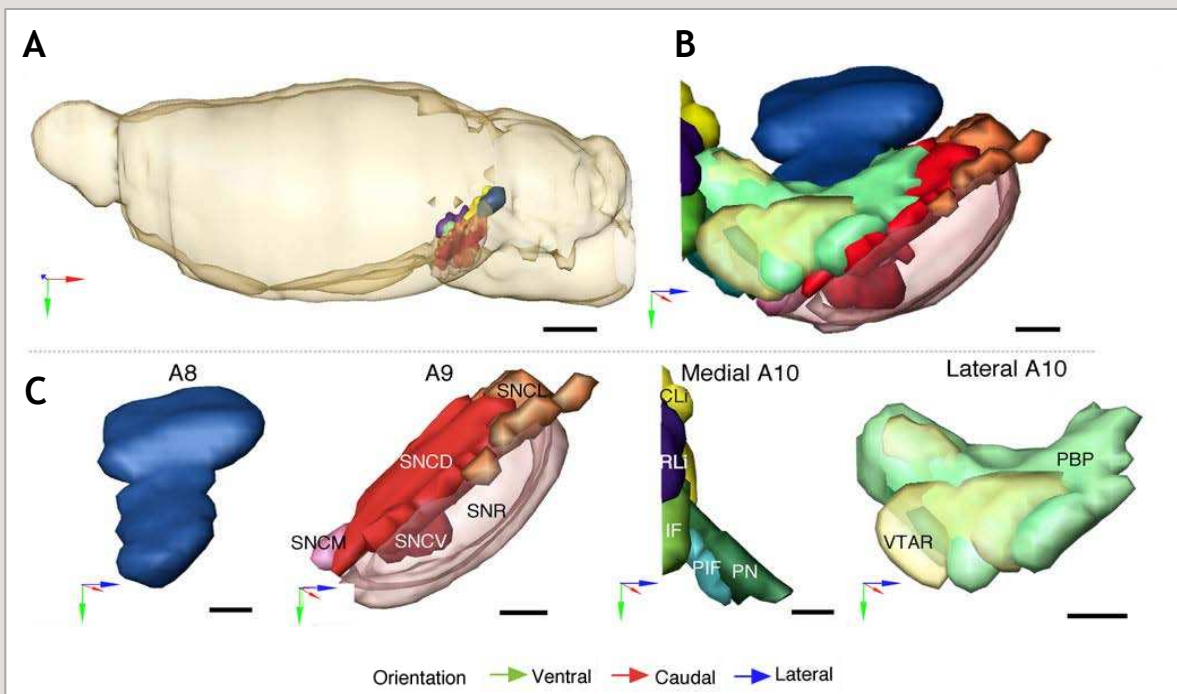 A
B
C
A8
A9
Medial A10
Lateral A10
SNCL
SNCD
SNR
SNCM
SNCV
CLi
RLi
IF
PIF
PN
PBP
VTAR
Orientation Ventral Caudal Lateral